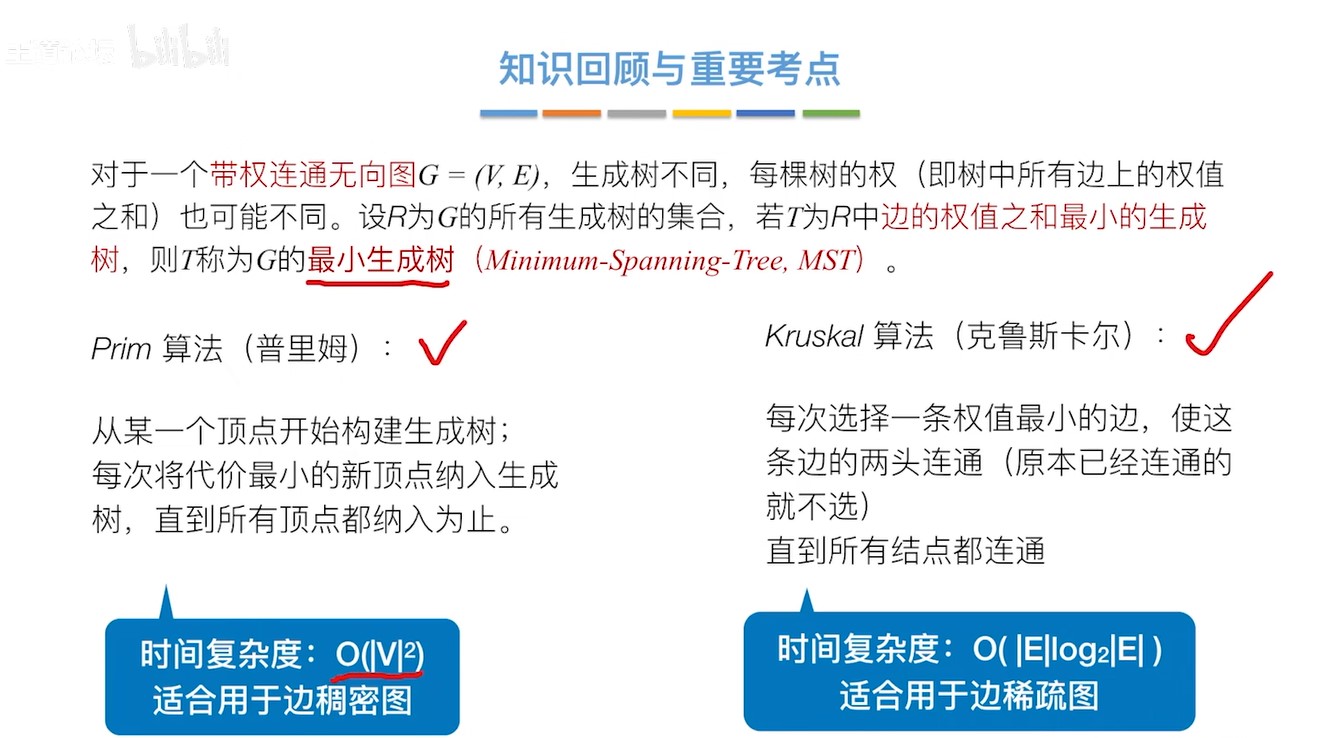 bilibili
知识回顾与重要考点
对于一个带权连通无向图G = (V, E)，生成树不同，每棵树的权（即树中所有边上的权值
之和）也可能不同。设R为G的所有生成树的集合，若T为R中边的权值之和最小的生成
树，则T称为G的最小生成树（Minimum-Spanning-Tree, MST）。
Prim 算法（普里姆）：
从某一个顶点开始构建生成树；
每次将代价最小的新顶点纳入生成
树，直到所有顶点都纳入为止。
时间复杂度：O(|V|²)
适合用于边稠密图
Kruskal 算法（克鲁斯卡尔）：
每次选择一条权值最小的边，使这
条边的两头连通（原本已经连通的
就不选）
直到所有结点都连通
时间复杂度：O( |E|log₂|E| )
适合用于边稀疏图